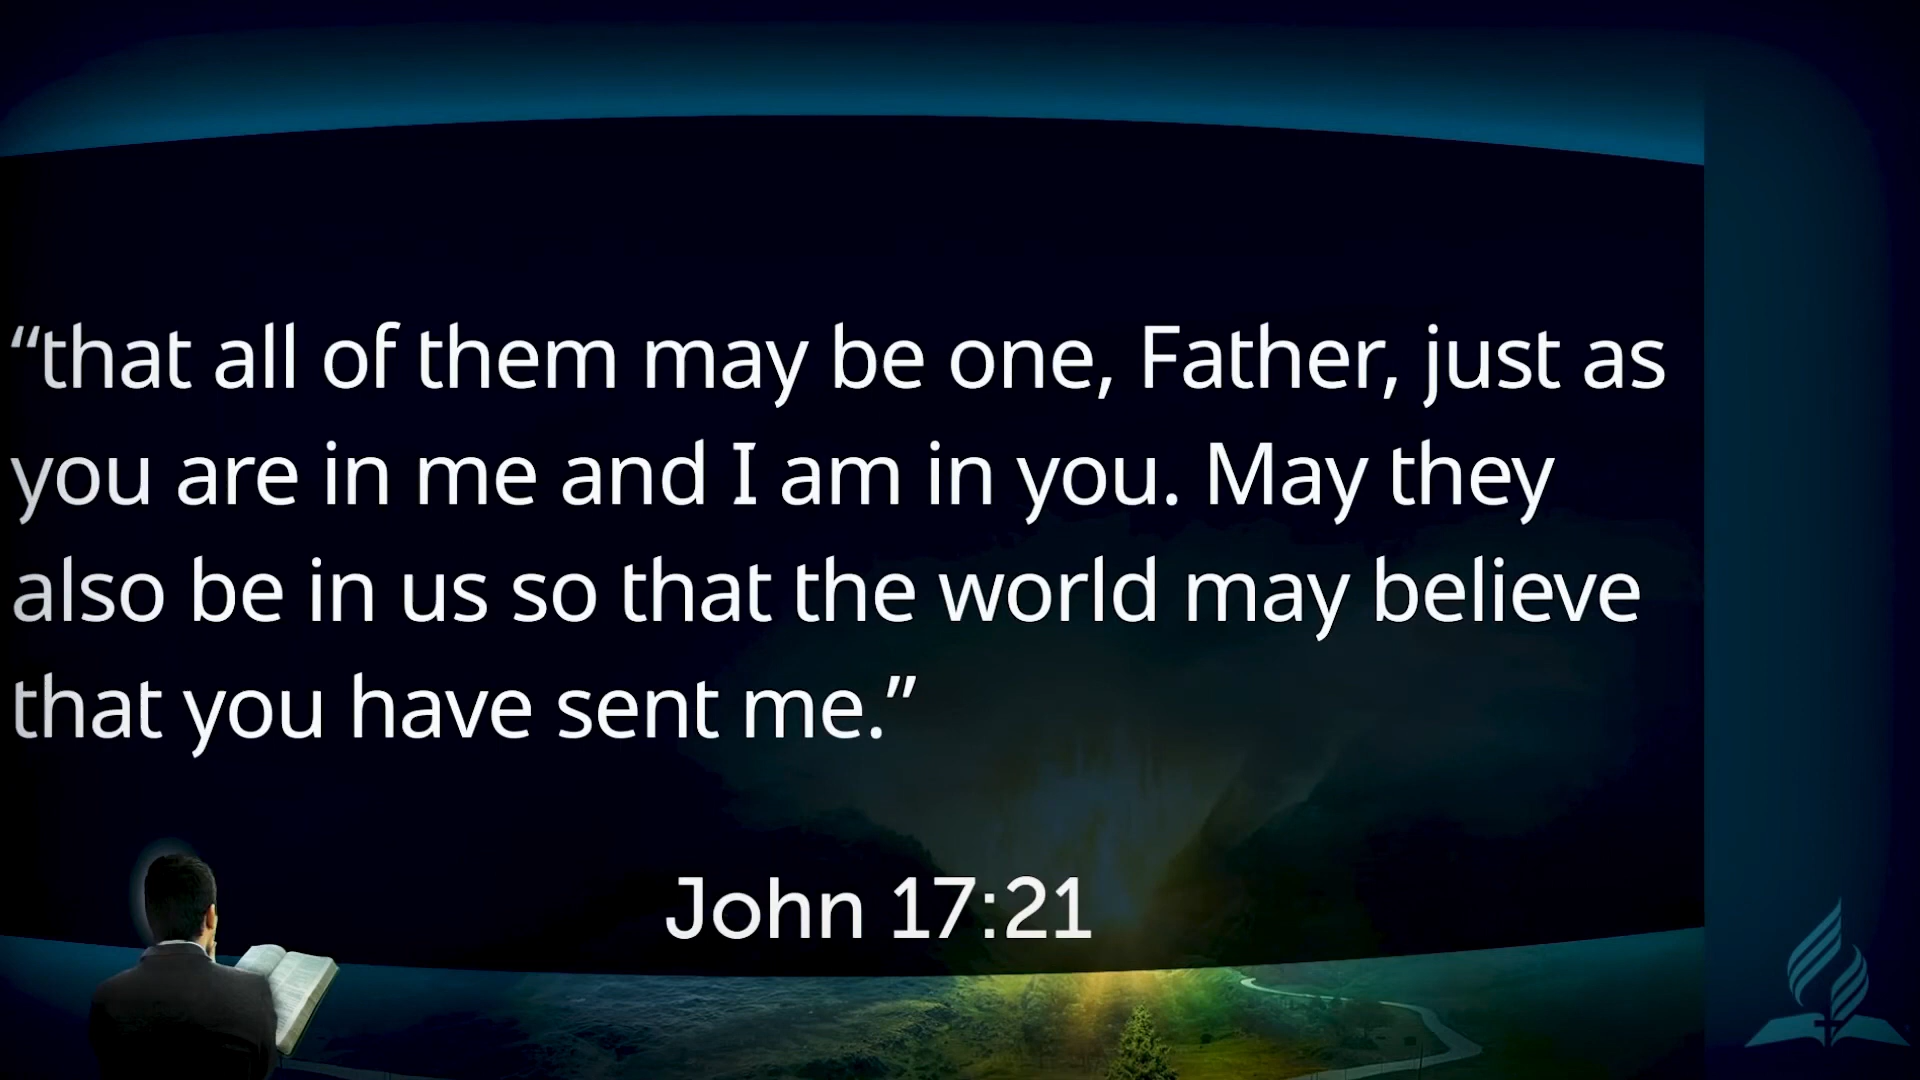 “that all of them may be one, Father, just as
you are in me and I am in you. May they
also be in us so that the world may believe
that you have sent me.”
John 17:21